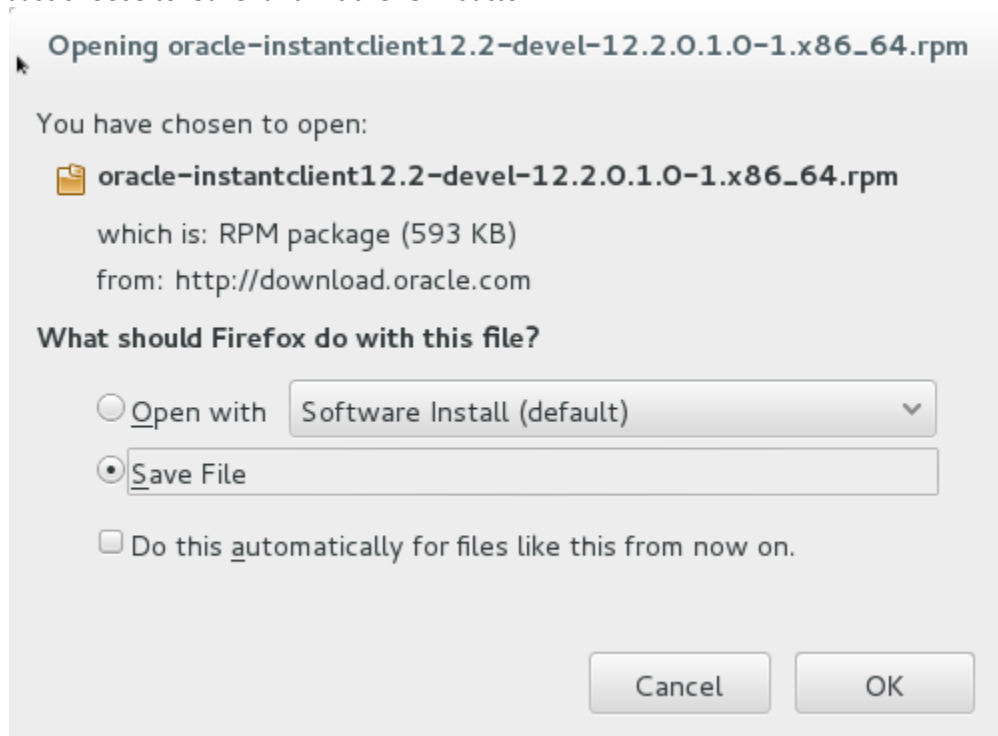 Opening oracle-instantclient12.2-devel-12.2.0.1.0-1.x86_64.rpm
You have chosen to open:
oracle-instantclient12.2-devel-12.2.0.1.0-1.x86_64.rpm
which is: RPM package (593 KB)
from: http://download.oracle.com
What should Firefox do with this file?
Open with Software Install (default)
Save File
Do this automatically for files like this from now on.
Cancel OK